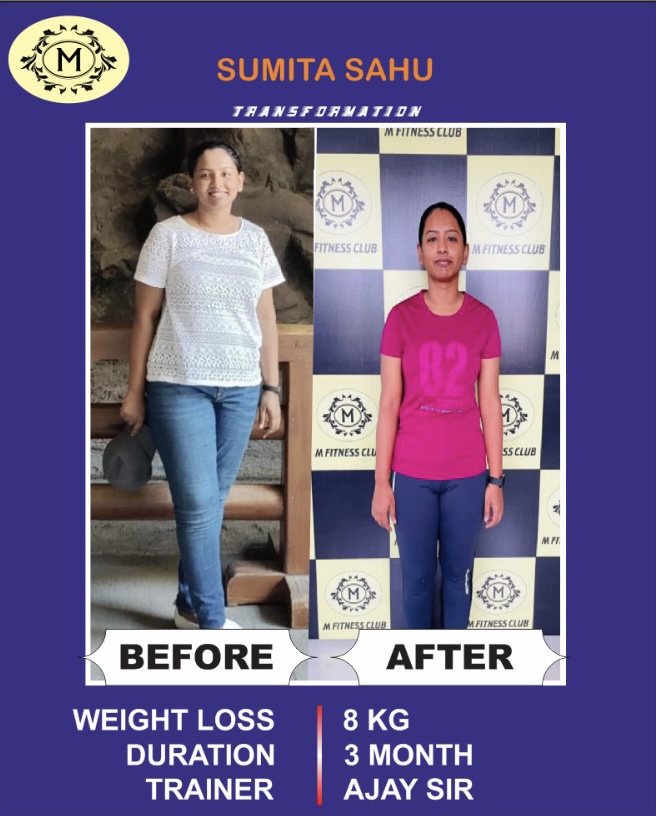 M
SUMITA SAHU
TRANSFORMATION
M FITNESS CLUB
M
FITNESS CLUB
M
M FITNESS CLUB
82
M
M FITNESS CLU
M
SS CLUB
M
M FITNESS CLUB
M
M FITNESS CLUB
BEFORE
AFTER
WEIGHT LOSS 8 KG
DURATION 3 MONTH
TRAINER AJAY SIR